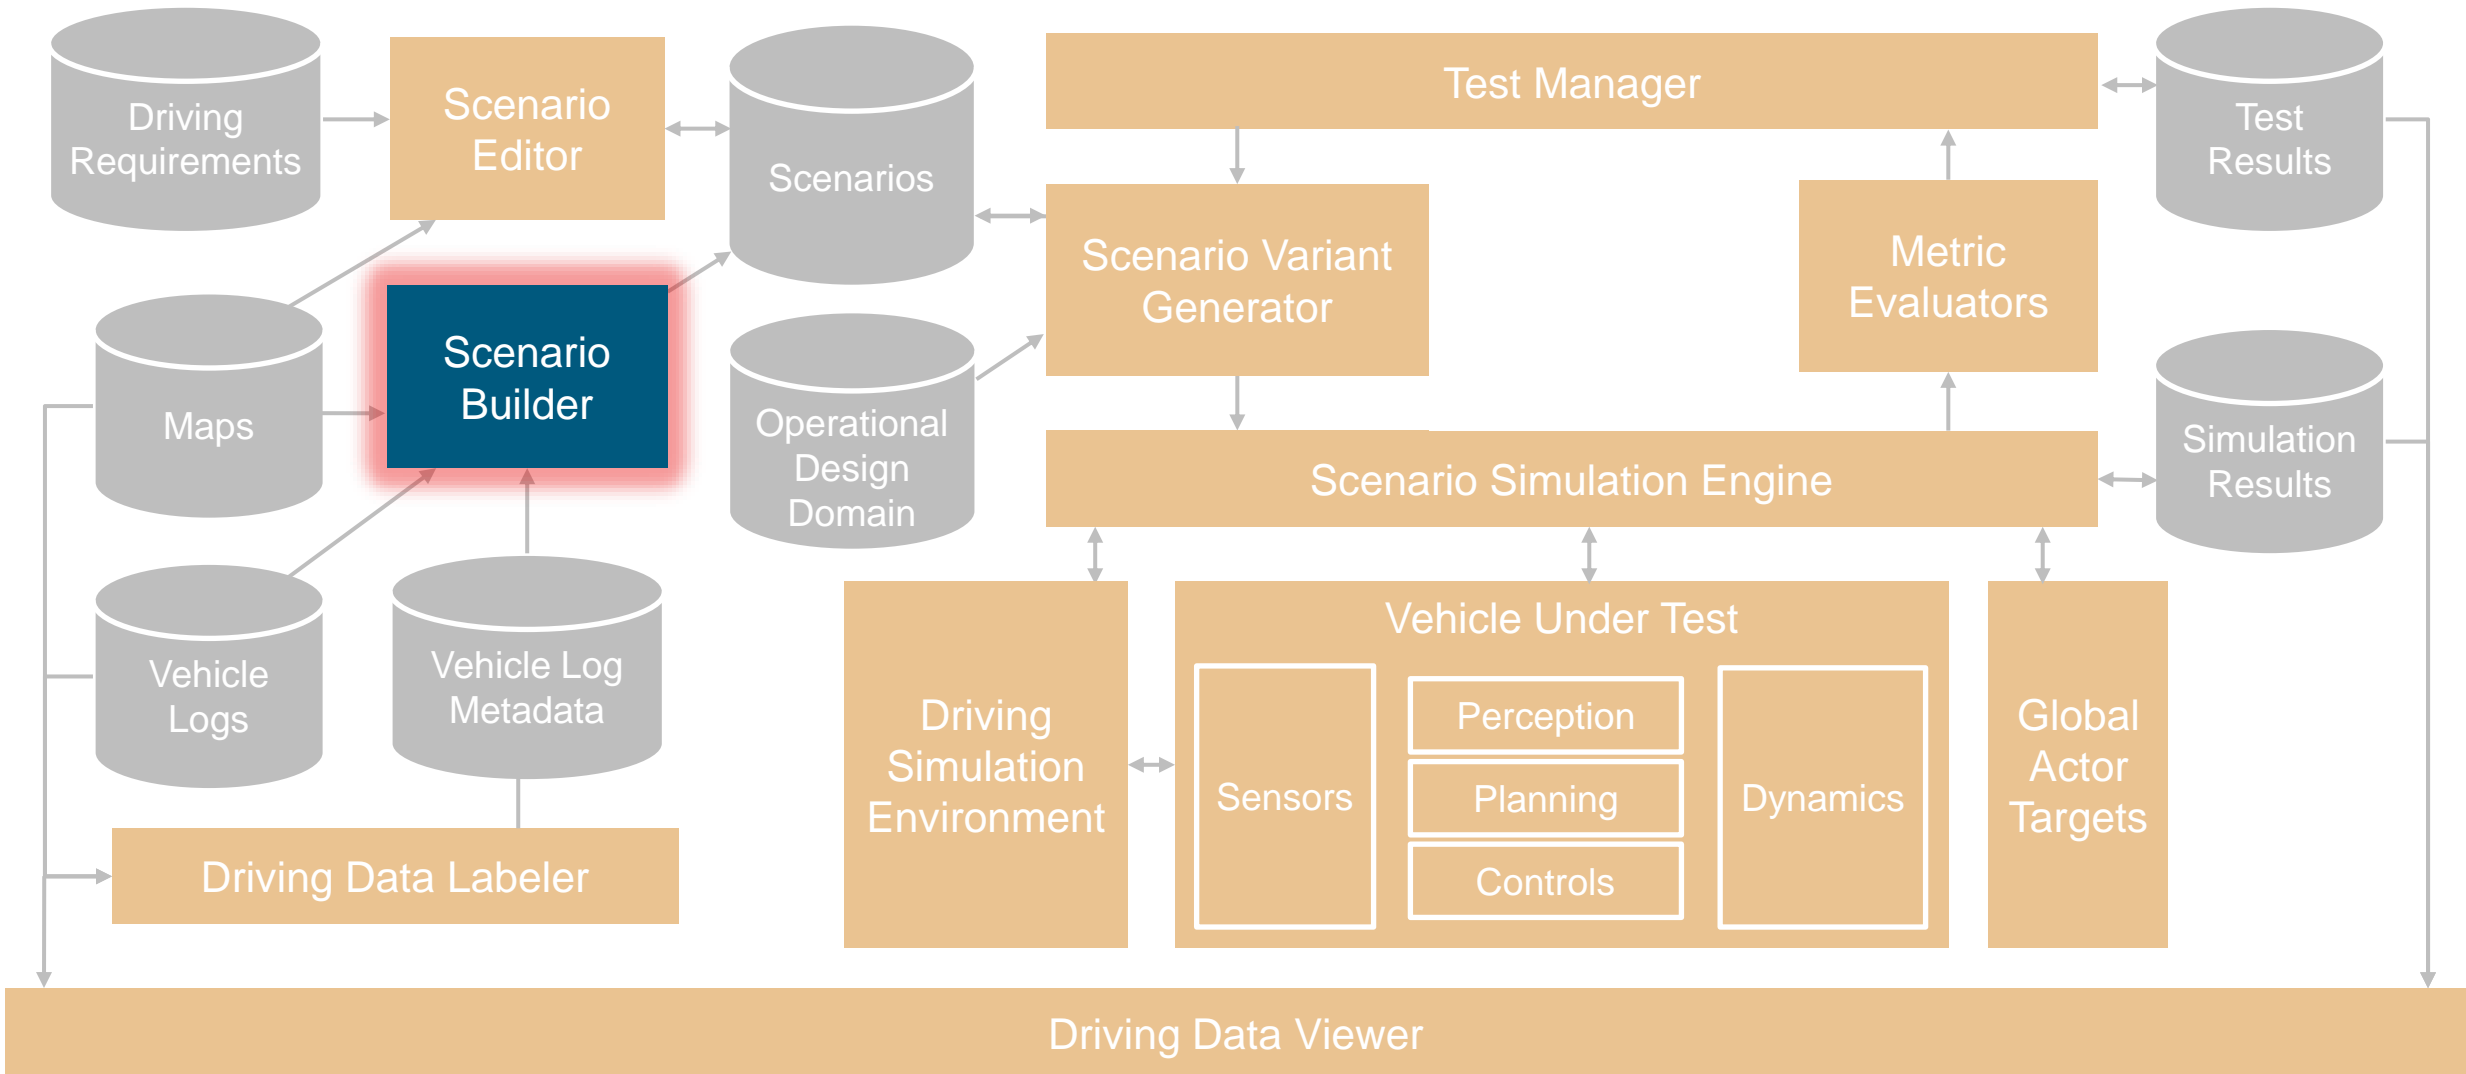 Driving
Requirements
Scenario
Editor
Scenarios
Test Manager
Test
Results
Scenario Variant
Generator
Metric
Evaluators
Maps
Scenario
Builder
Operational
Design
Domain
Scenario Simulation Engine
Simulation
Results
Vehicle
Logs
Vehicle Log
Metadata
Driving Data Labeler
Driving
Simulation
Environment
Vehicle Under Test
Sensors
Perception
Planning
Controls
Dynamics
Global
Actor
Targets
Driving Data Viewer